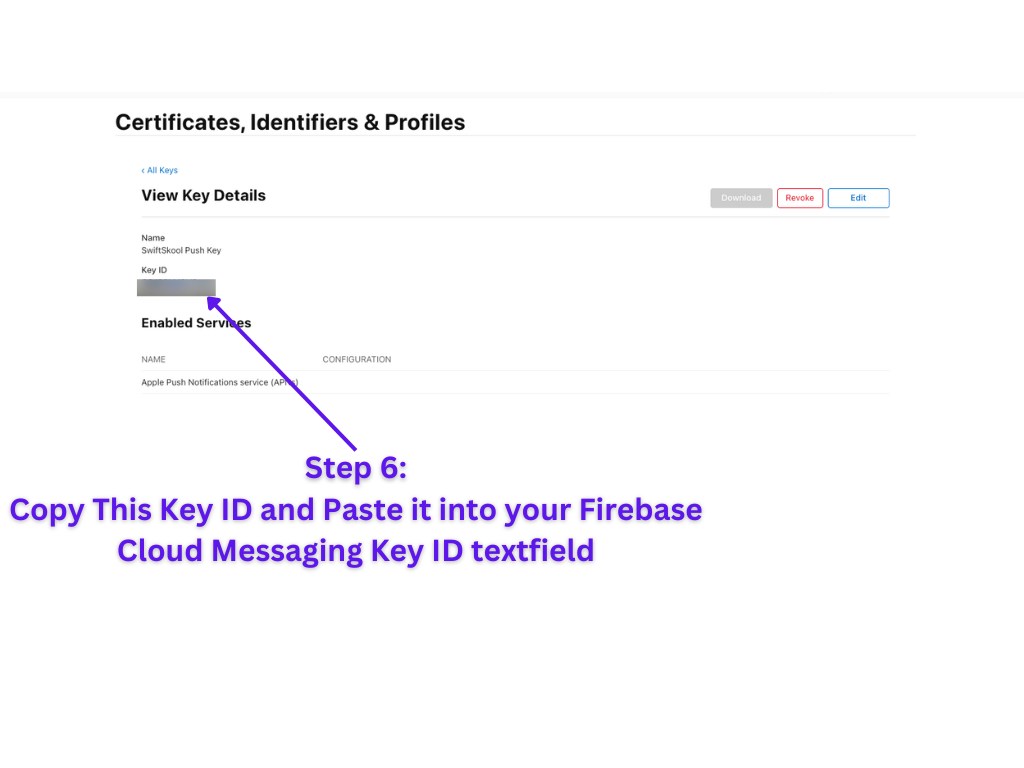 Certificates, Identifiers & Profiles
‹ All Keys
View Key Details
Download Revoke Edit
Name
SwiftSkool Push Key
Key ID
Enabled Services
NAME CONFIGURATION
Apple Push Notifications service (APNs)
Step 6:
Copy This Key ID and Paste it into your Firebase
Cloud Messaging Key ID textfield